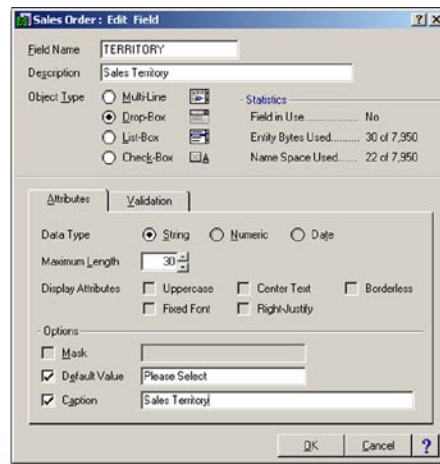 Sales Order : Edit Field
Field Name TERRITORY
Description Sales Territory
Object Type Multi-Line
Drop-Box
List-Box
Check-Box
Statistics
Field in Use................ No
Entity Bytes Used.......... 30 of 7,950
Name Space Used....... 22 of 7,950
Attributes Validation
Data Type String Numeric Date
Maximum Length 30
Display Attributes Uppercase Center Text Borderless
Fixed Font Right-Justify
Options
Mask
Default Value Please Select
Caption Sales Territory
OK Cancel ?